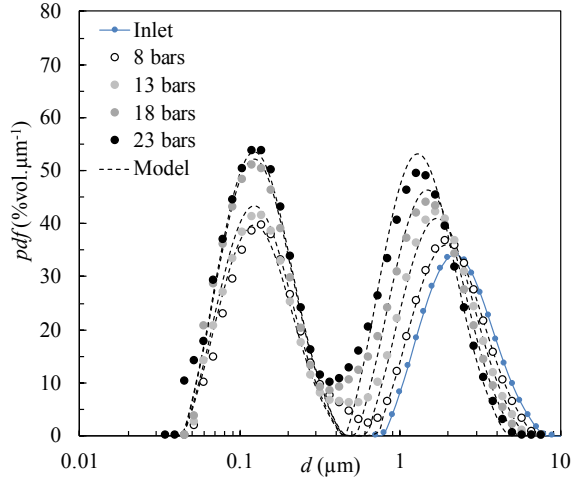 80
70
60
50
40
30
20
10
0
pdf (%vol.µm⁻¹)
Inlet
8 bars
13 bars
18 bars
23 bars
Model
0.01 0.1 1 10
d (µm)